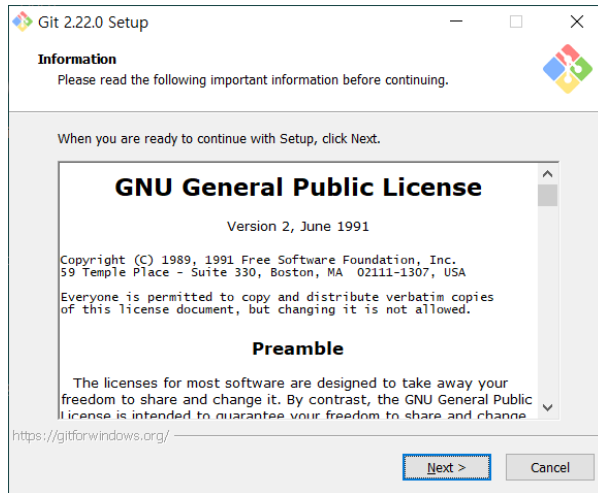 Git 2.22.0 Setup
Information
Please read the following important information before continuing.
When you are ready to continue with Setup, click Next.
GNU General Public License
Version 2, June 1991
Copyright (C) 1989, 1991 Free Software Foundation, Inc.
59 Temple Place - Suite 330, Boston, MA  02111-1307, USA
Everyone is permitted to copy and distribute verbatim copies
of this license document, but changing it is not allowed.
Preamble
The licenses for most software are designed to take away your
freedom to share and change it. By contrast, the GNU General Public
License is intended to guarantee your freedom to share and change
https://gitforwindows.org/
Next >
Cancel